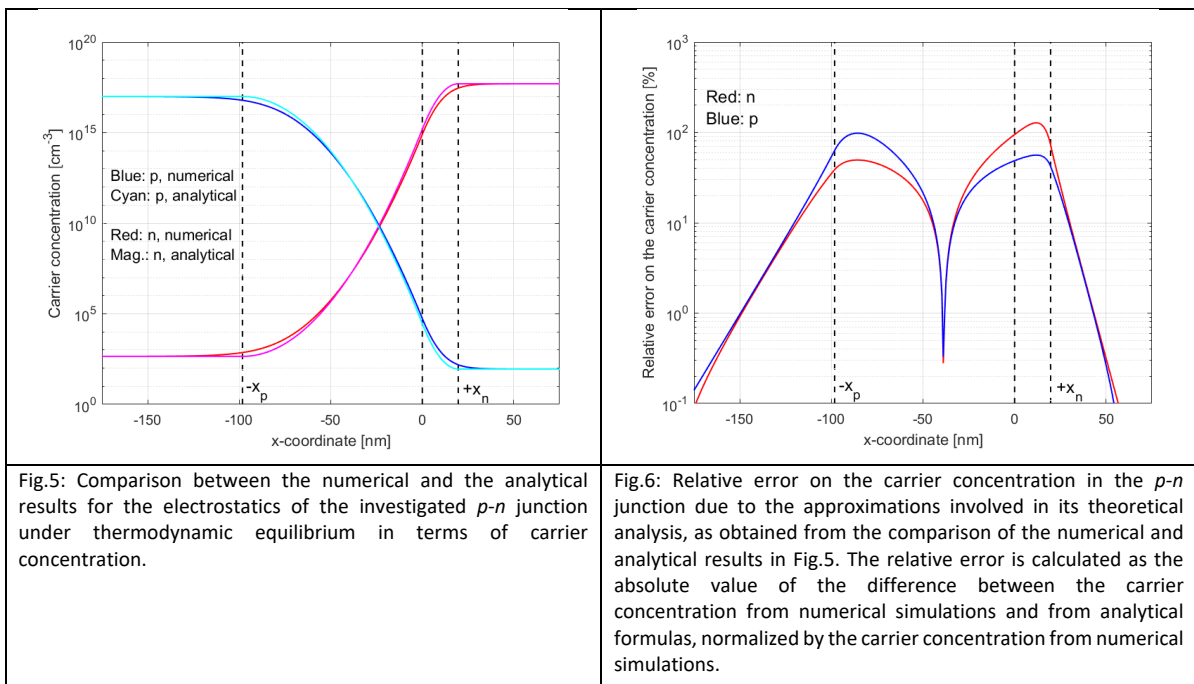 10^20
10^15
10^10
10^5
10^0
Carrier concentration [cm^-3]
Blue: p, numerical
Cyan: p, analytical
Red: n, numerical
Mag.: n, analytical
-x_p
+x_n
-150 -100 -50 0 50
x-coordinate [nm]
10^3
10^2
10^1
10^0
10^-1
Relative error on the carrier concentration [%]
Red: n
Blue: p
-x_p
+x_n
-150 -100 -50 0 50
x-coordinate [nm]
Fig.5: Comparison between the numerical and the analytical
results for the electrostatics of the investigated p-n junction
under thermodynamic equilibrium in terms of carrier
concentration.
Fig.6: Relative error on the carrier concentration in the p-n
junction due to the approximations involved in its theoretical
analysis, as obtained from the comparison of the numerical and
analytical results in Fig.5. The relative error is calculated as the
absolute value of the difference between the carrier
concentration from numerical simulations and from analytical
formulas, normalized by the carrier concentration from numerical
simulations.